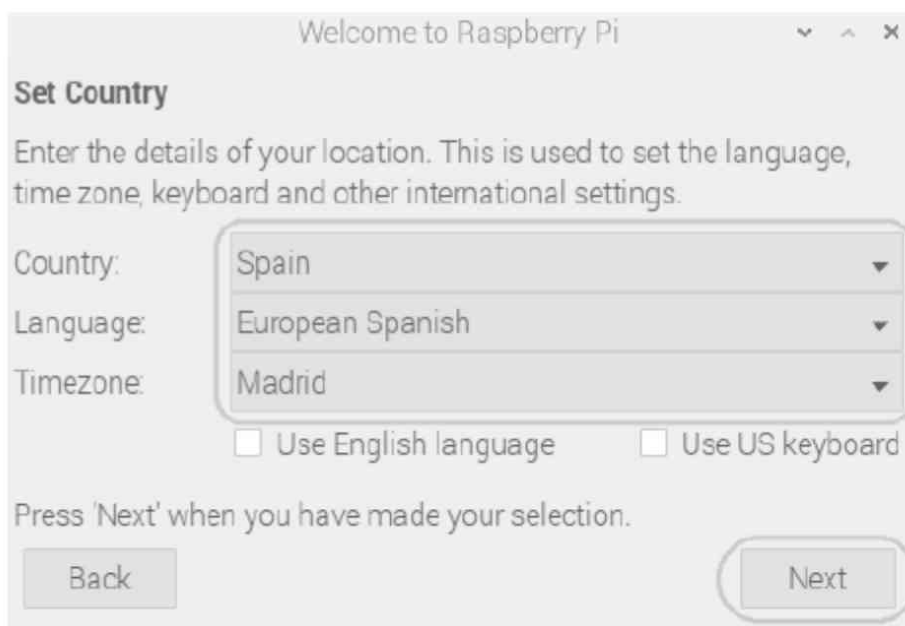 Welcome to Raspberry Pi
Set Country
Enter the details of your location. This is used to set the language,
time zone, keyboard and other international settings.
Country: Spain
Language: European Spanish
Timezone: Madrid
Use English language Use US keyboard
Press 'Next' when you have made your selection.
Back Next